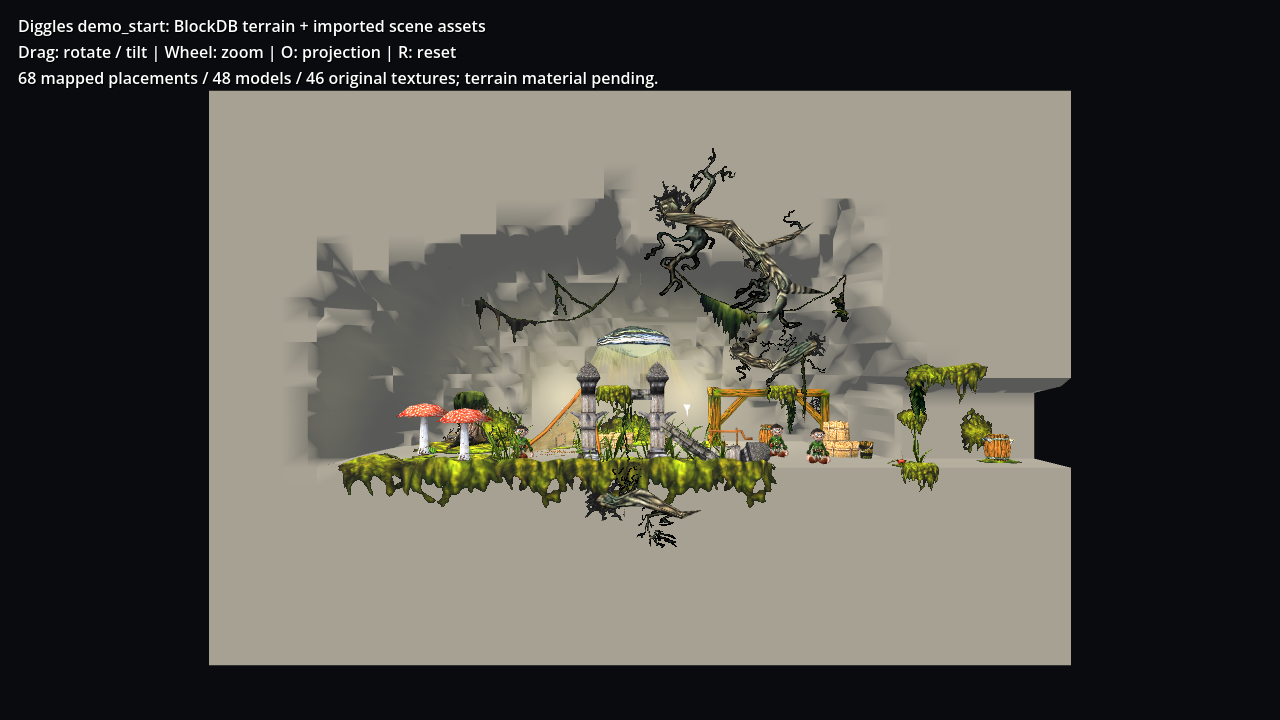 Diggles demo_start: BlockDB terrain + imported scene assets
Drag: rotate / tilt | Wheel: zoom | O: projection | R: reset
68 mapped placements / 48 models / 46 original textures; terrain material pending.